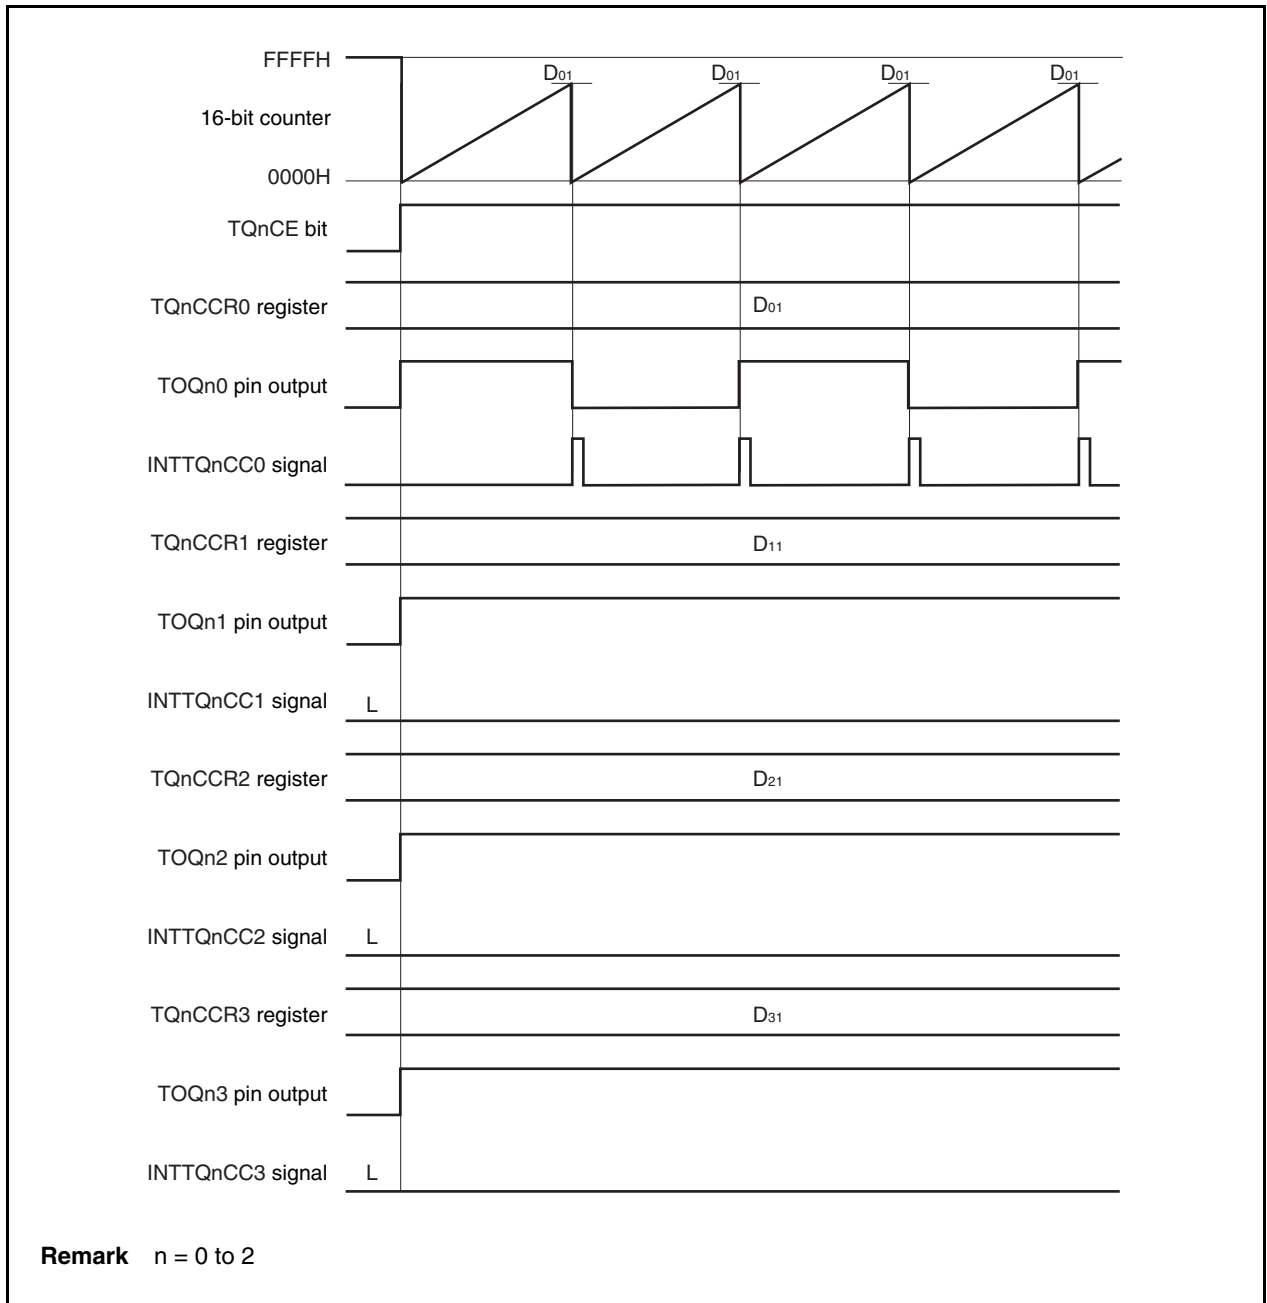 FFFFH
D01 D01 D01 D01
16-bit counter
0000H
TQnCE bit
TQnCCR0 register D01
TOQn0 pin output
INTTQnCC0 signal
TQnCCR1 register D11
TOQn1 pin output
INTTQnCC1 signal L
TQnCCR2 register D21
TOQn2 pin output
INTTQnCC2 signal L
TQnCCR3 register D31
TOQn3 pin output
INTTQnCC3 signal L
Remark n = 0 to 2